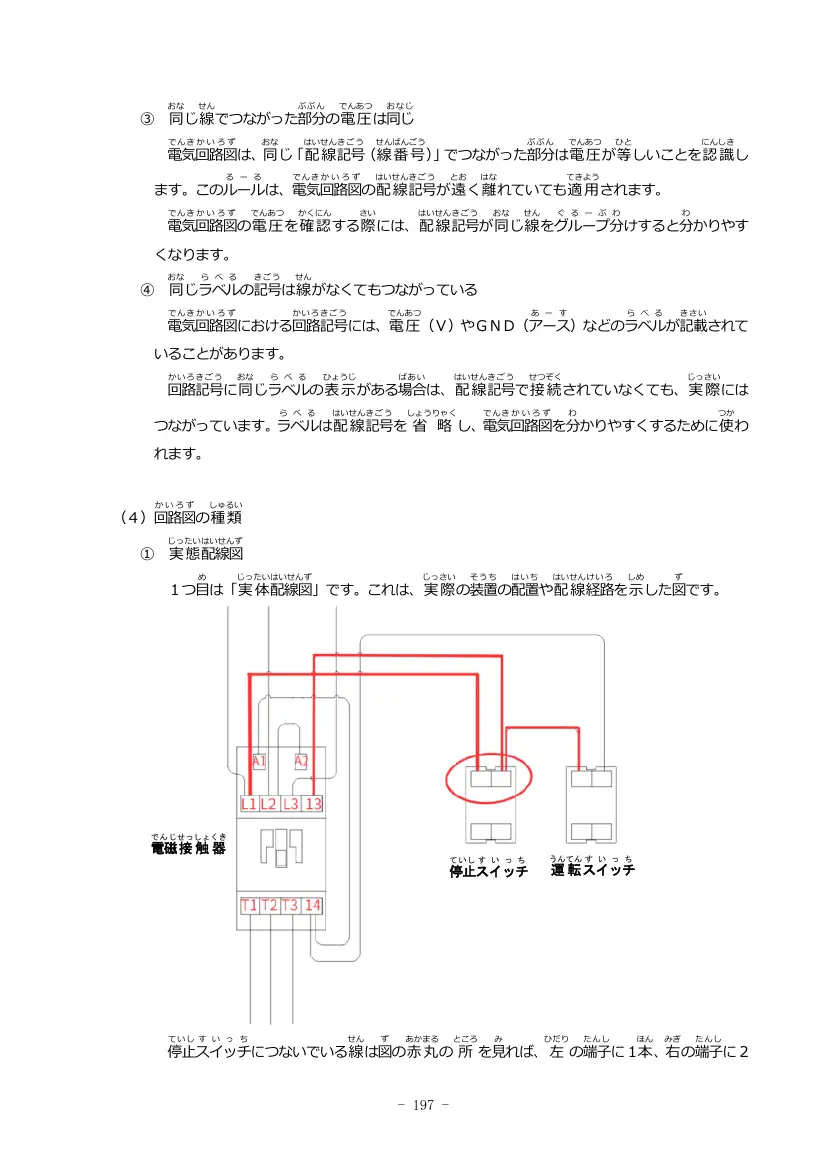 ③ 同じ線でつながった部分の電圧は同じ
電気回路図は、同じ「配線記号（線番号）」でつながった部分は電圧が等しいことを認識し
ます。このルールは、電気回路図の配線記号が遠く離れていても適用されます。
電気回路図の電圧を確認する際には、配線記号が同じ線をグループ分けすると分かりやす
くなります。
④ 同じラベルの記号は線がなくてもつながっている
電気回路図における回路記号には、電圧（V）やGND（アース）などのラベルが記載されて
いることがあります。
回路記号に同じラベルの表示がある場合は、配線記号で接続されていなくても、実際には
つながっています。ラベルは配線記号を省略し、電気回路図を分かりやすくするために使わ
れます。
（４）回路図の種類
① 実態配線図
１つ目は「実体配線図」です。これは、実際の装置の配置や配線経路を示した図です。
A1 A2
L1 L2 L3 13
電磁接触器
停止スイッチ 運転スイッチ
T1 T2 T3 14
停止スイッチにつないでいる線は図の赤丸の所を見れば、左の端子に１本、右の端子に２
- 197 -